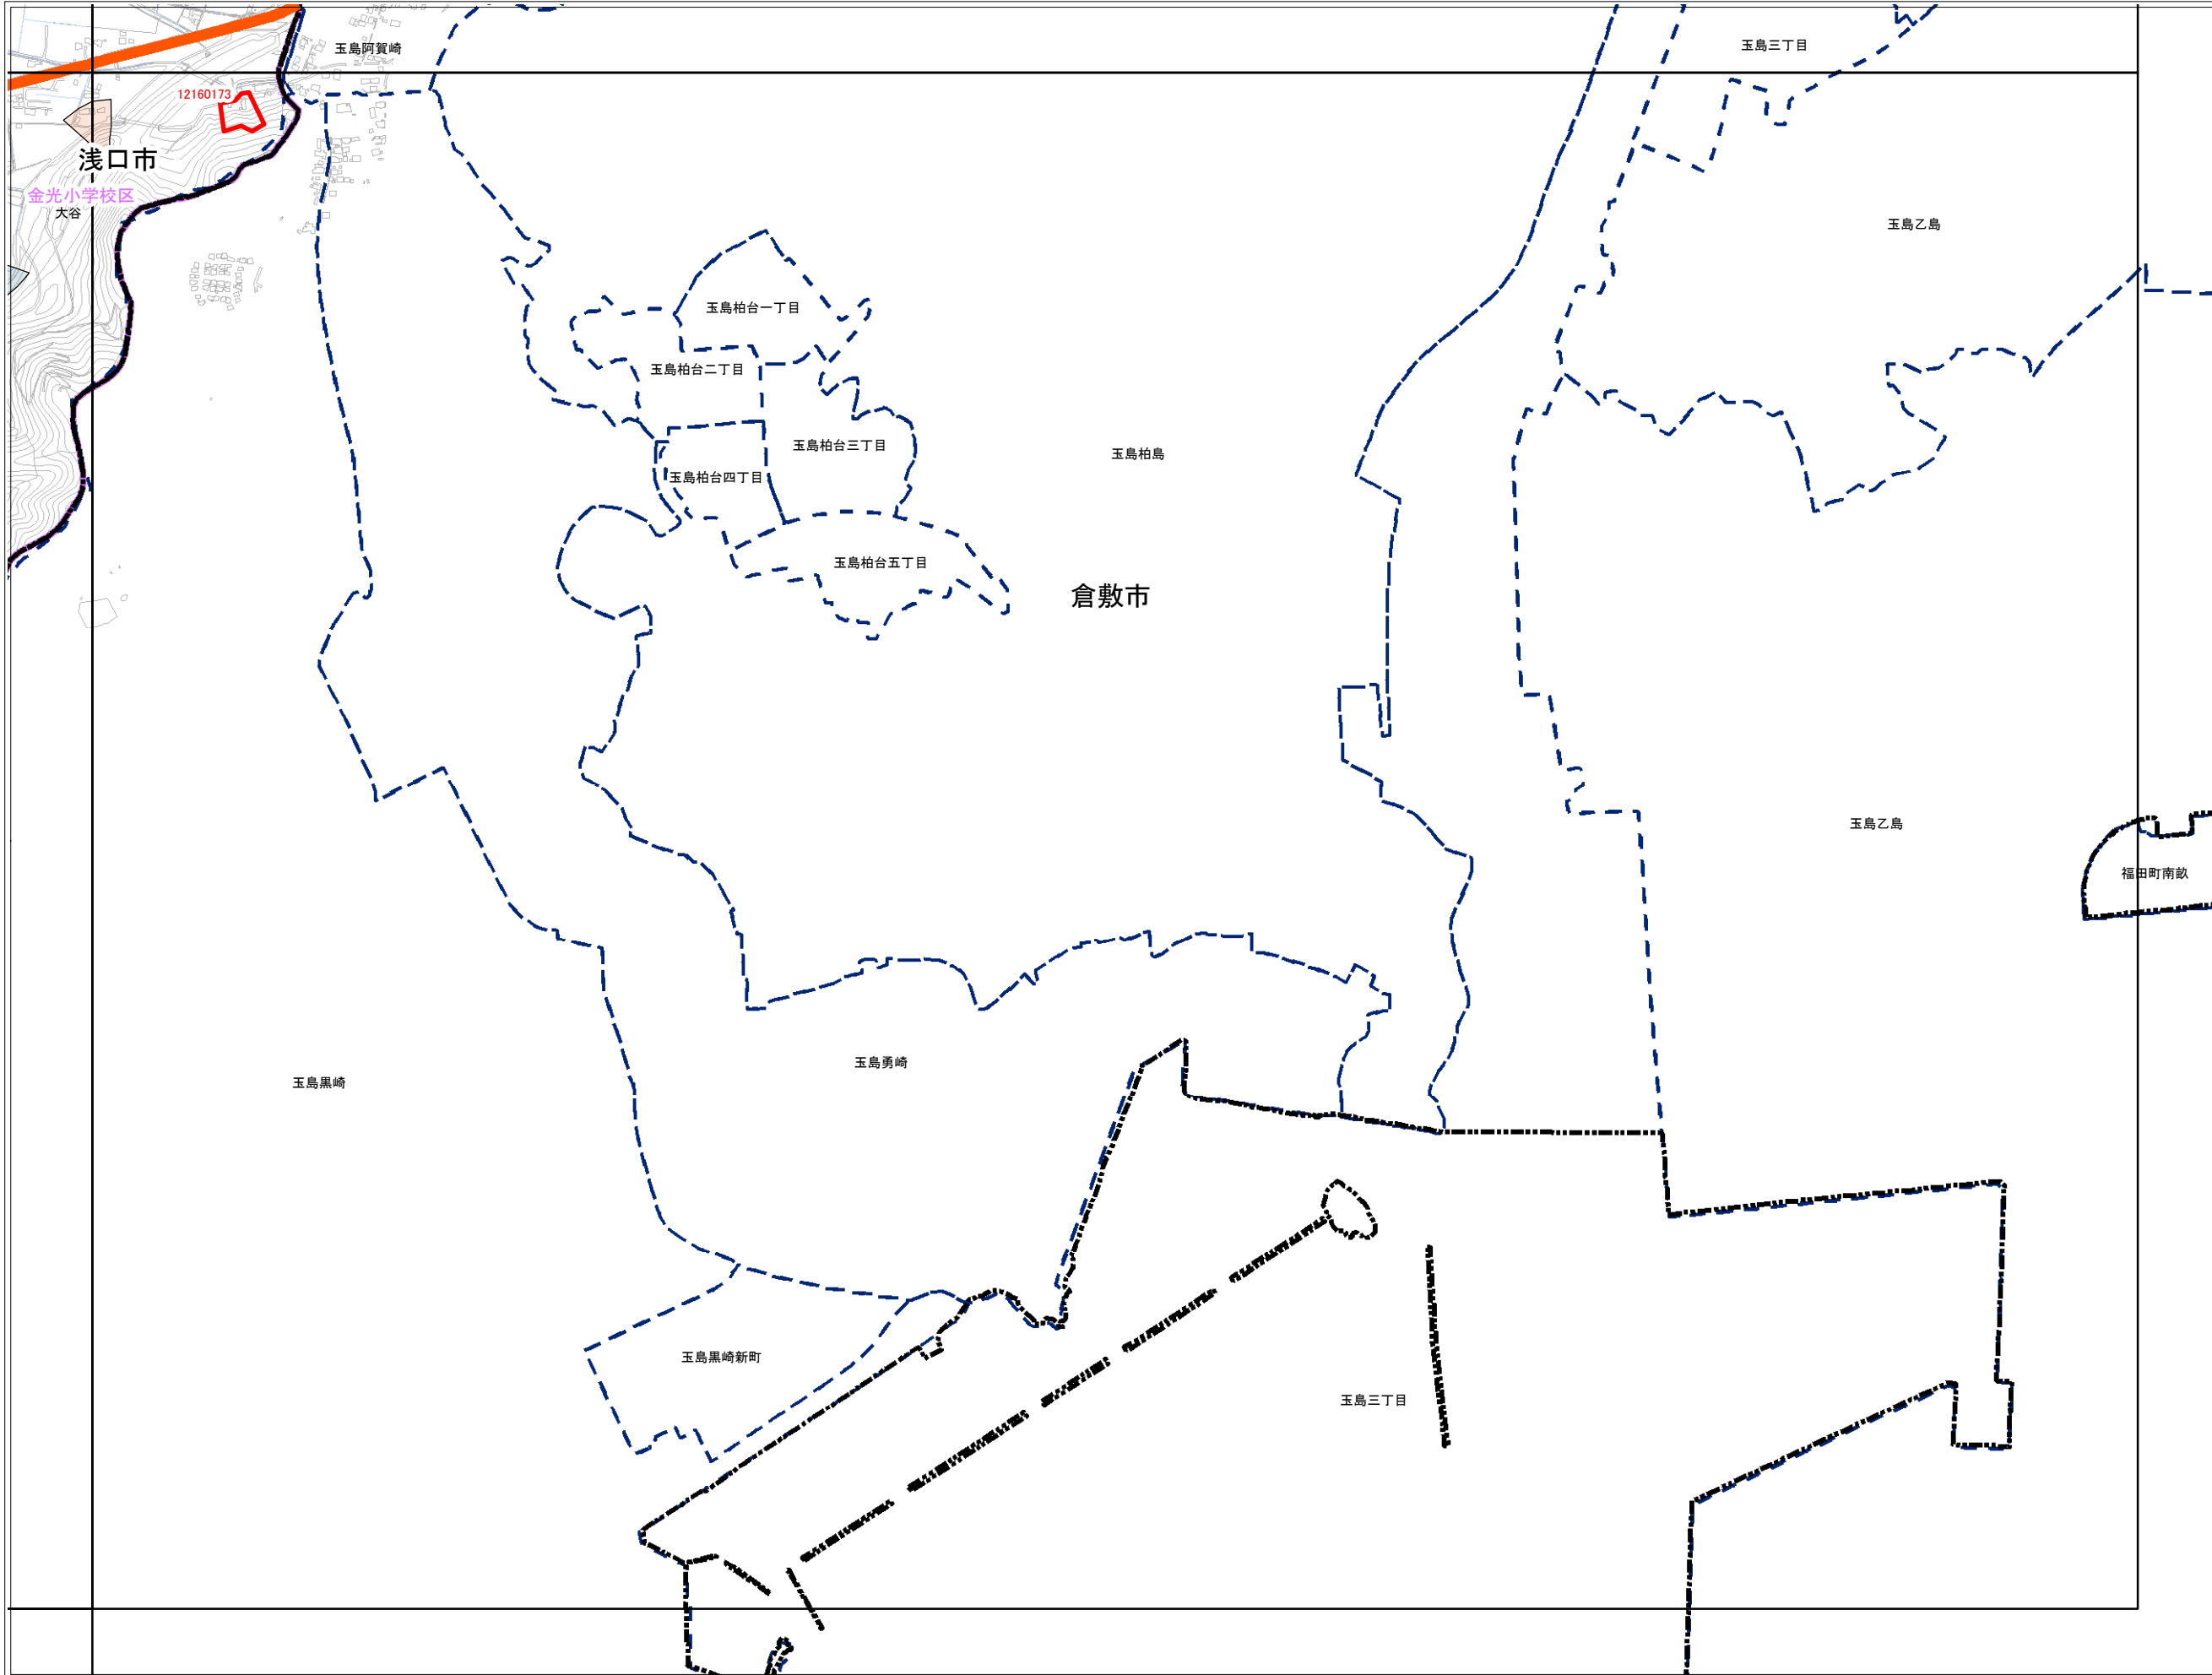 玉島阿賀崎
玉島三丁目
12160173
浅口市
金光小学校区
大谷
玉島乙島
玉島柏台一丁目
玉島柏台二丁目
玉島柏台三丁目
玉島柏島
玉島柏台四丁目
玉島柏台五丁目
倉敷市
玉島乙島
福田町南畝
玉島勇崎
玉島黒崎
玉島黒崎新町
玉島三丁目